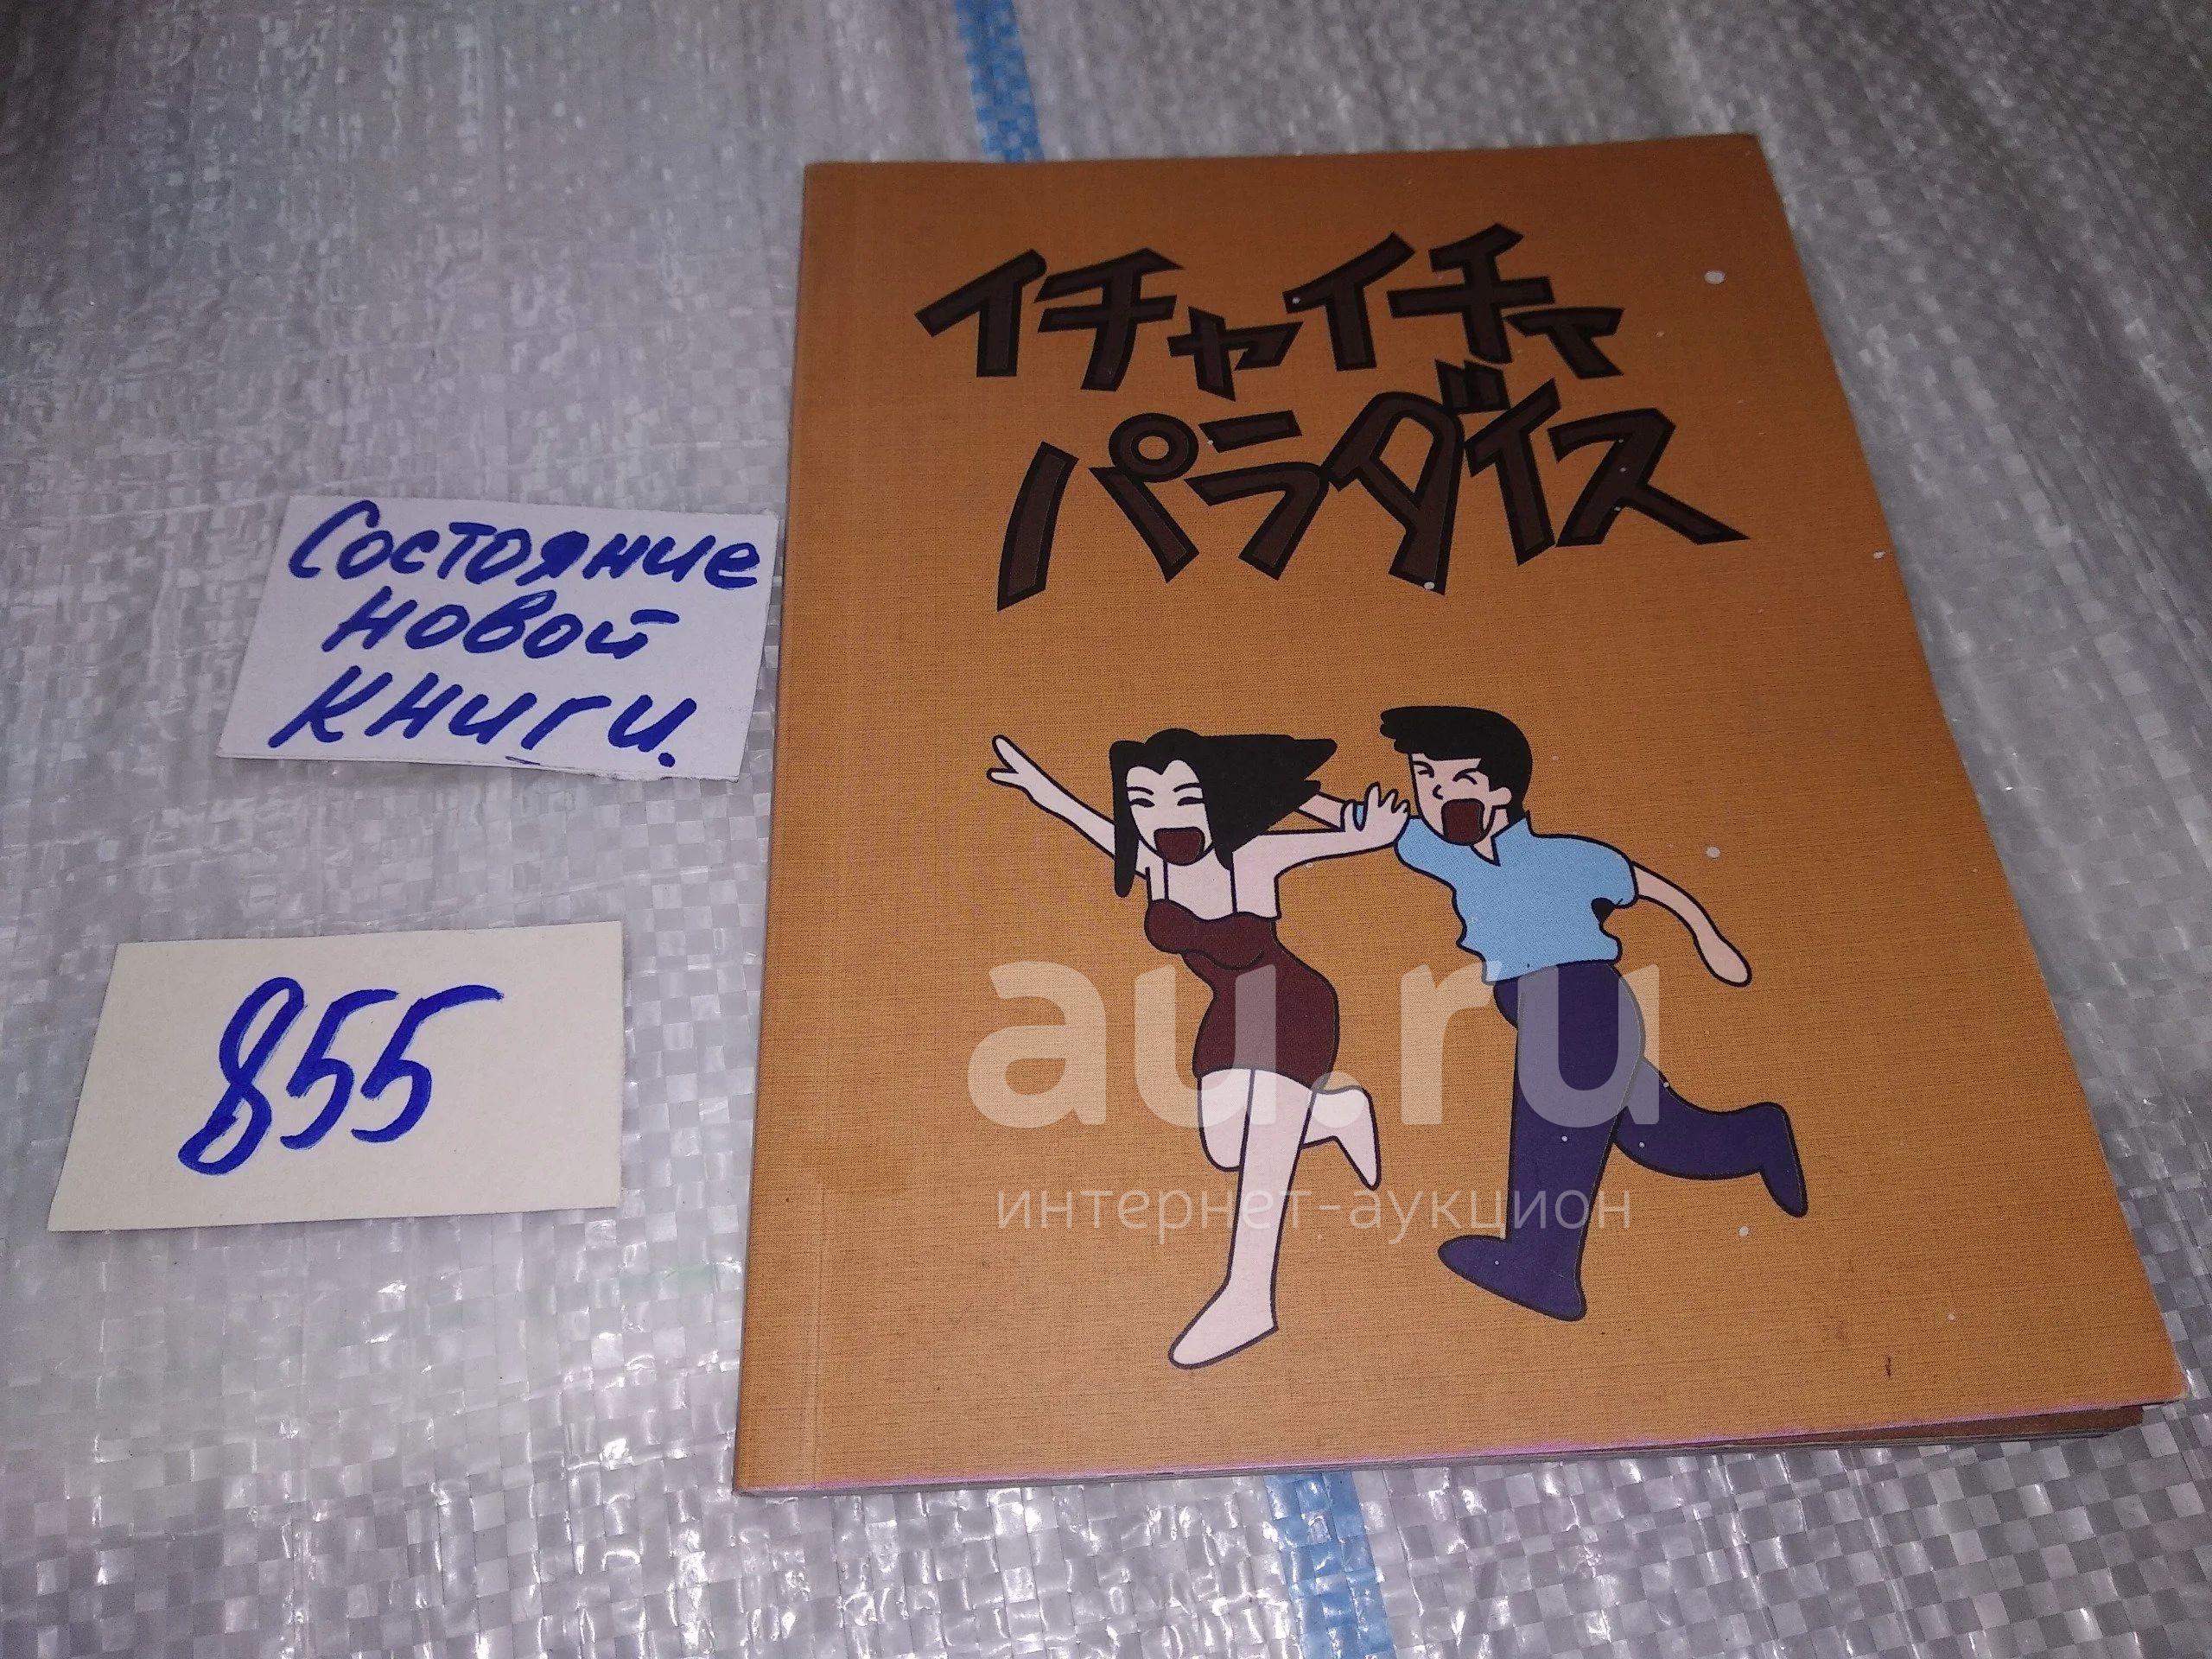 イチャイチャ
パラダイス
Состояние
новой
книги.
855
au.ru
интернет-аукцион